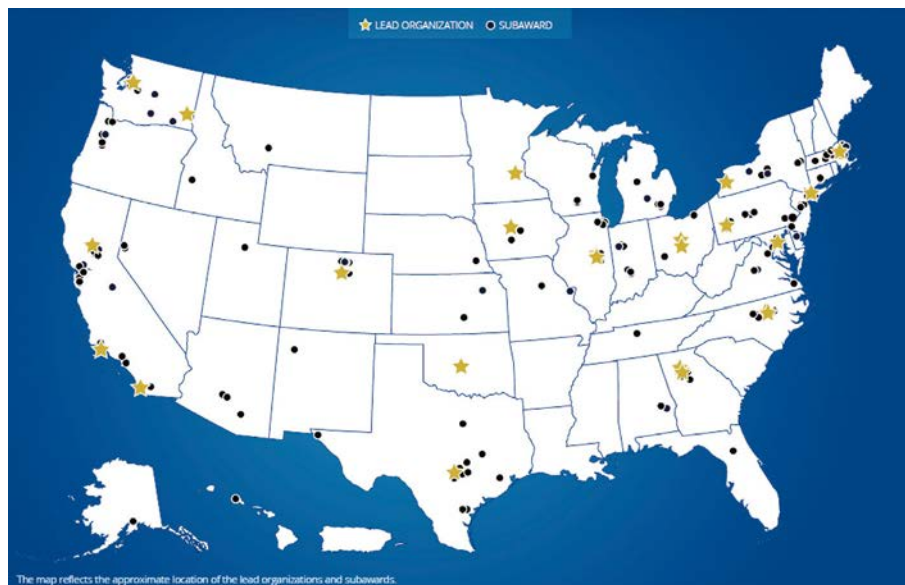 LEAD ORGANIZATION SUBAWARD
The map reflects the approximate location of the lead organizations and subawards.